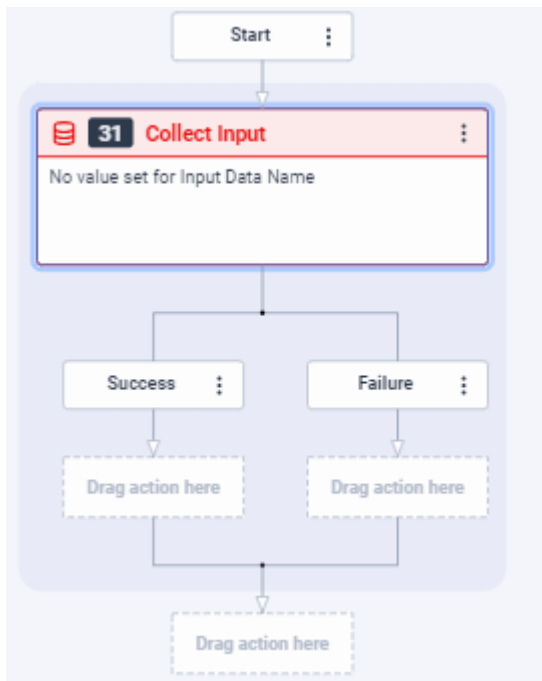 Start
31 Collect Input
No value set for Input Data Name
Success
Failure
Drag action here
Drag action here
Drag action here